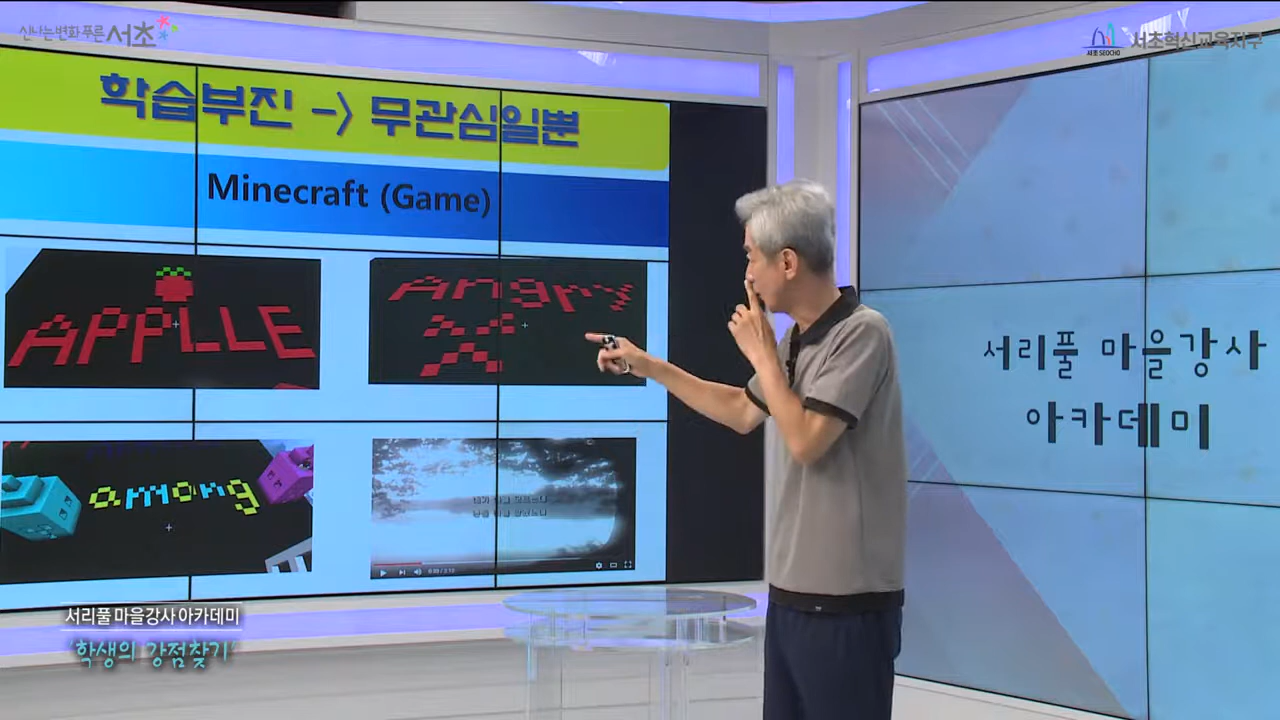 신나는 변화 푸른 서초
서초 SEOCHO
서초혁신교육지구
학습부진 -> 무관심일뿐
Minecraft (Game)
APPLLE
Angry
among
서리풀 마을강사
아카데미
서리풀 마을강사 아카데미
학생의 강점찾기